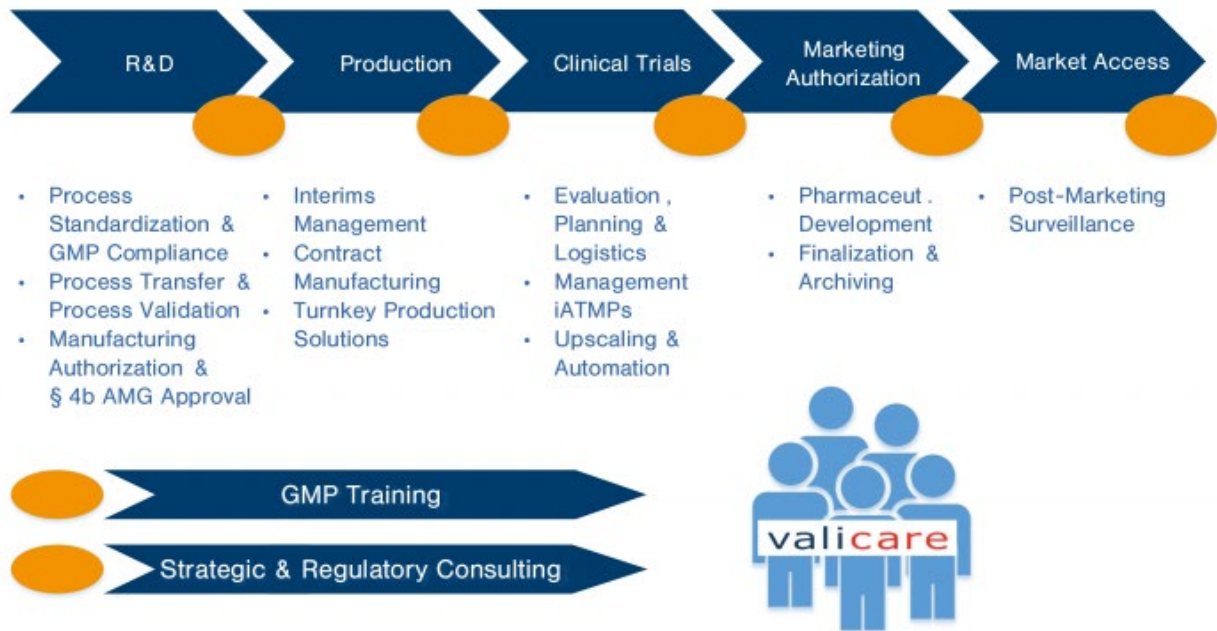 R&D
Production
Clinical Trials
Marketing
Authorization
Market Access
• Process
Standardization &
GMP Compliance
• Process Transfer &
Process Validation
• Manufacturing
Authorization &
§ 4b AMG Approval
• Interims
Management
• Contract
Manufacturing
• Turnkey Production
Solutions
• Evaluation ,
Planning &
Logistics
• Management
iATMPs
• Upscaling &
Automation
• Pharmaceut .
Development
• Finalization &
Archiving
• Post-Marketing
Surveillance
GMP Training
Strategic & Regulatory Consulting
valicare